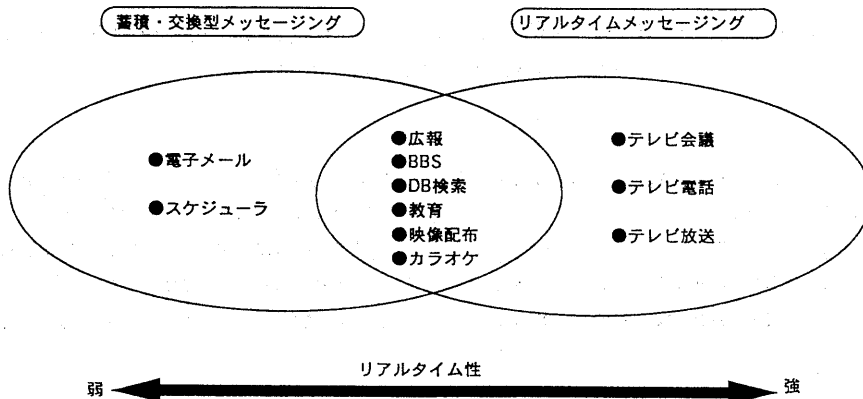 蓄積・交換型メッセージング
リアルタイムメッセージング
●電子メール
●スケジューラ
●広報
●BBS
●DB検索
●教育
●映像配布
●カラオケ
●テレビ会議
●テレビ電話
●テレビ放送
リアルタイム性
弱
強